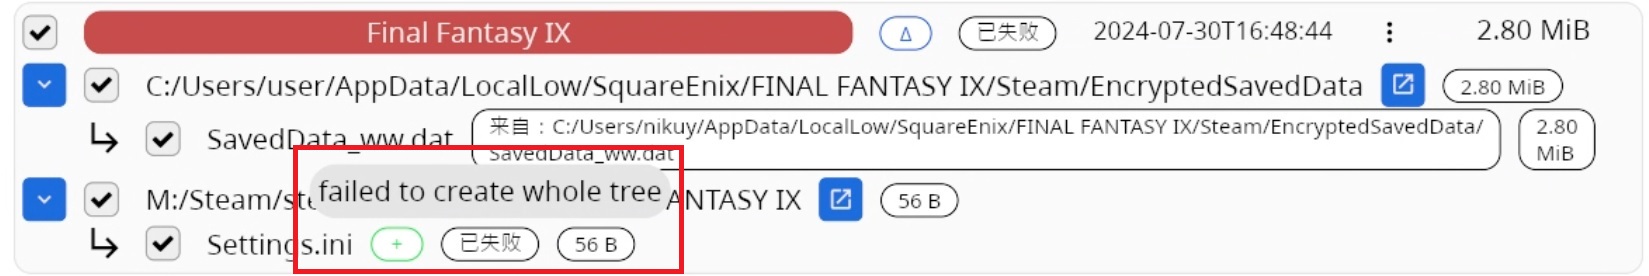 Final Fantasy IX Δ 已失败 2024-07-30T16:48:44 2.80 MiB
C:/Users/user/AppData/LocalLow/SquareEnix/FINAL FANTASY IX/Steam/EncryptedSavedData 2.80 MiB
SavedData_ww.dat 来自：C:/Users/nikuy/AppData/LocalLow/SquareEnix/FINAL FANTASY IX/Steam/EncryptedSavedData/
SavedData_ww.dat
2.80
MiB
failed to create whole tree
M:/Steam/ste ANTASY IX 56 B
Settings.ini + 已失败 56 B